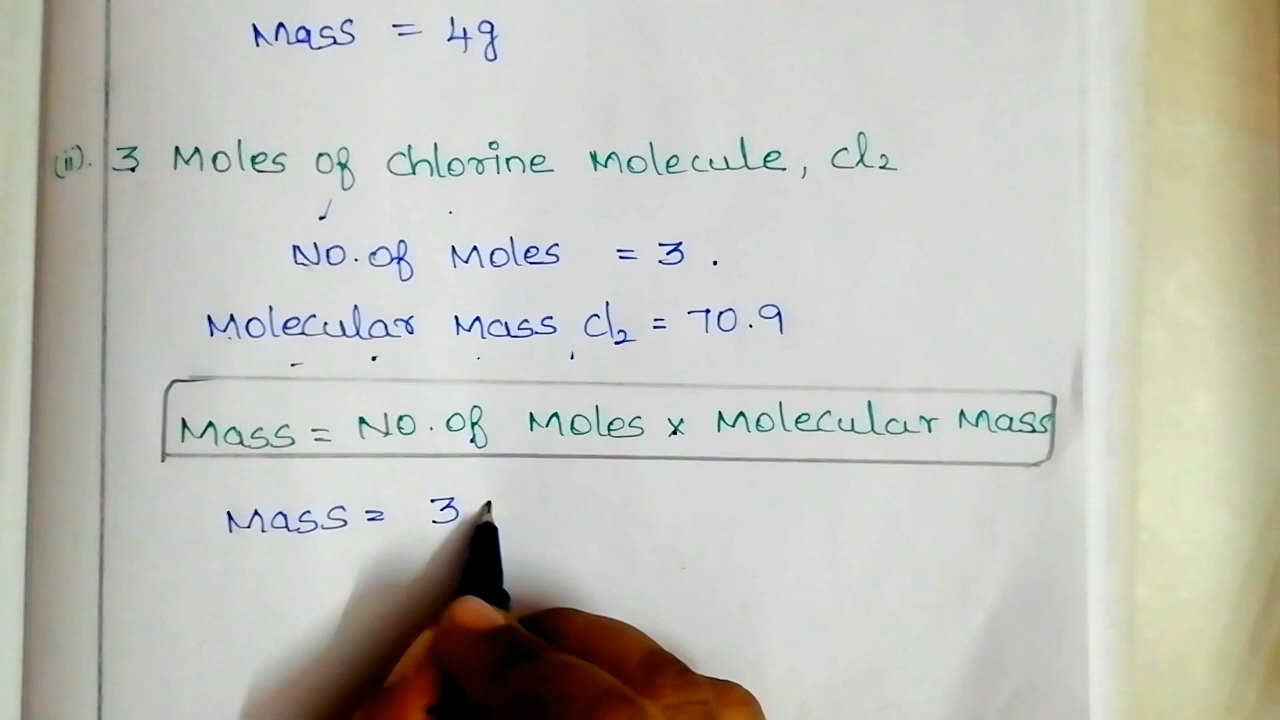 Mass = 4g
(ii). 3 Moles of chlorine Molecule, Cl₂
No. of Moles = 3.
Molecular Mass Cl₂ = 70.9
Mass = No. of Moles x Molecular Mass
Mass = 3